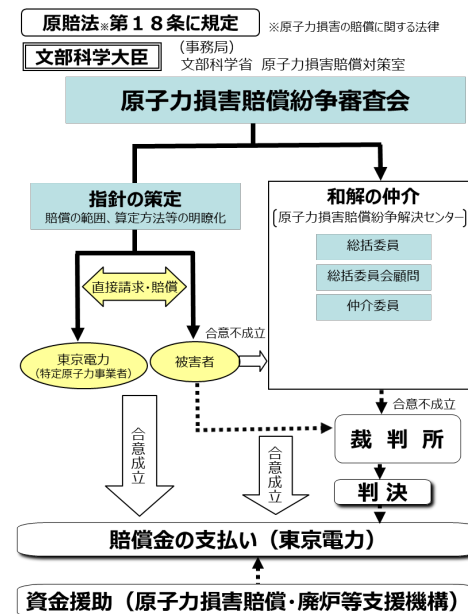 原賠法※第18条に規定
※原子力損害の賠償に関する法律
文部科学大臣
(事務局)
文部科学省 原子力損害賠償対策室
原子力損害賠償紛争審査会
指針の策定
賠償の範囲、算定方法等の明瞭化
和解の仲介
〔原子力損害賠償紛争解決センター〕
総括委員
総括委員会顧問
仲介委員
直接請求・賠償
合意不成立
東京電力
(特定原子力事業者)
被害者
合意不成立
裁判所
合意成立
合意成立
判決
賠償金の支払い(東京電力)
資金援助(原子力損害賠償・廃炉等支援機構)